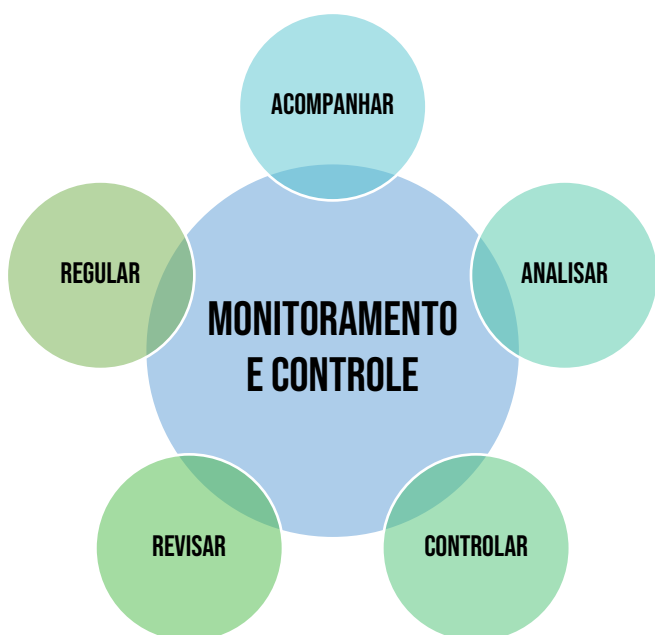 ACOMPANHAR
REGULAR
ANALISAR
MONITORAMENTO
E CONTROLE
REVISAR
CONTROLAR